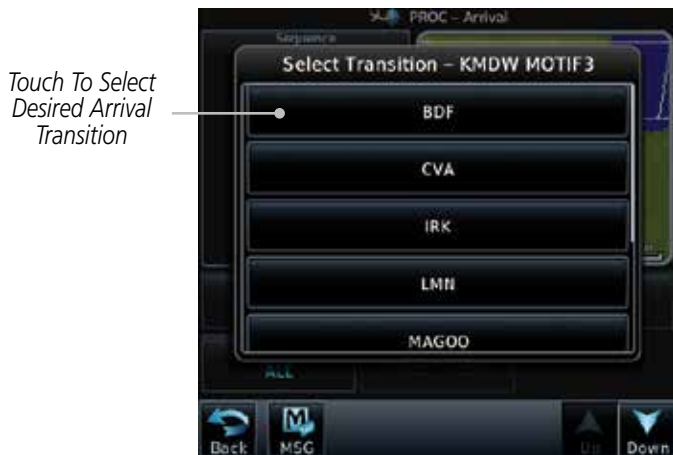 PROC – Arrival
Sequence
Select Transition – KMDW MOTIF3
Touch To Select
Desired Arrival
Transition
BDF
CVA
IRK
LMN
MAGOO
ALL
Back
MSG
Up
Down